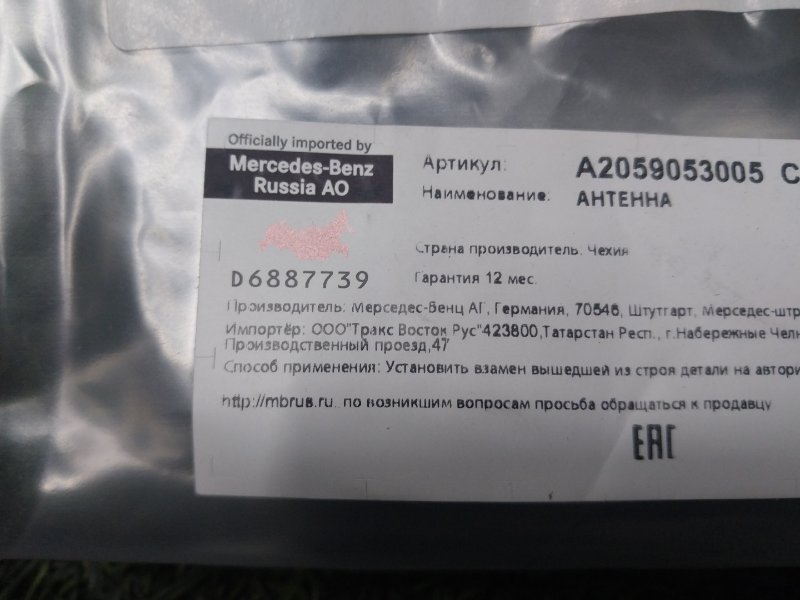 Officially imported by
Mercedes-Benz
Russia AO
Артикул: A2059053005 C
Наименование: АНТЕННА
Страна производитель: Чехия
D6887739
Гарантия 12 мес.
Производитель: Мерседес-Бенц АГ, Германия, 70546, Штутгарт, Мерседес-штр
Импортёр: ООО"Тракс Восток Рус"423800,Татарстан Респ., г.Набережные Челн
Производственный проезд,47
Способ применения: Установить взамен вышедшей из строя детали на автори
http://mbrus.ru. по возникшим вопросам просьба обращаться к продавцу
ЕАС